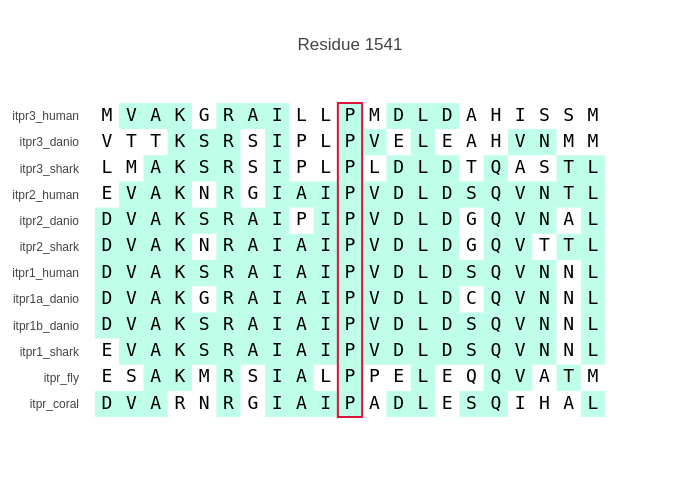 Residue 1541
itpr3_human M V A K G R A I L L P M D L D A H I S S M
itpr3_danio V T T K S R S I P L P V E L E A H V N M M
itpr3_shark L M A K S R S I P L P L D L D T Q A S T L
itpr2_human E V A K N R G I A I P V D L D S Q V N T L
itpr2_danio D V A K S R A I P I P V D L D G Q V N A L
itpr2_shark D V A K N R A I A I P V D L D G Q V T T L
itpr1_human D V A K S R A I A I P V D L D S Q V N N L
itpr1a_danio D V A K G R A I A I P V D L D C Q V N N L
itpr1b_danio D V A K S R A I A I P V D L D S Q V N N L
itpr1_shark E V A K S R A I A I P V D L D S Q V N N L
itpr_fly E S A K M R S I A L P P E L E Q Q V A T M
itpr_coral D V A R N R G I A I P A D L E S Q I H A L